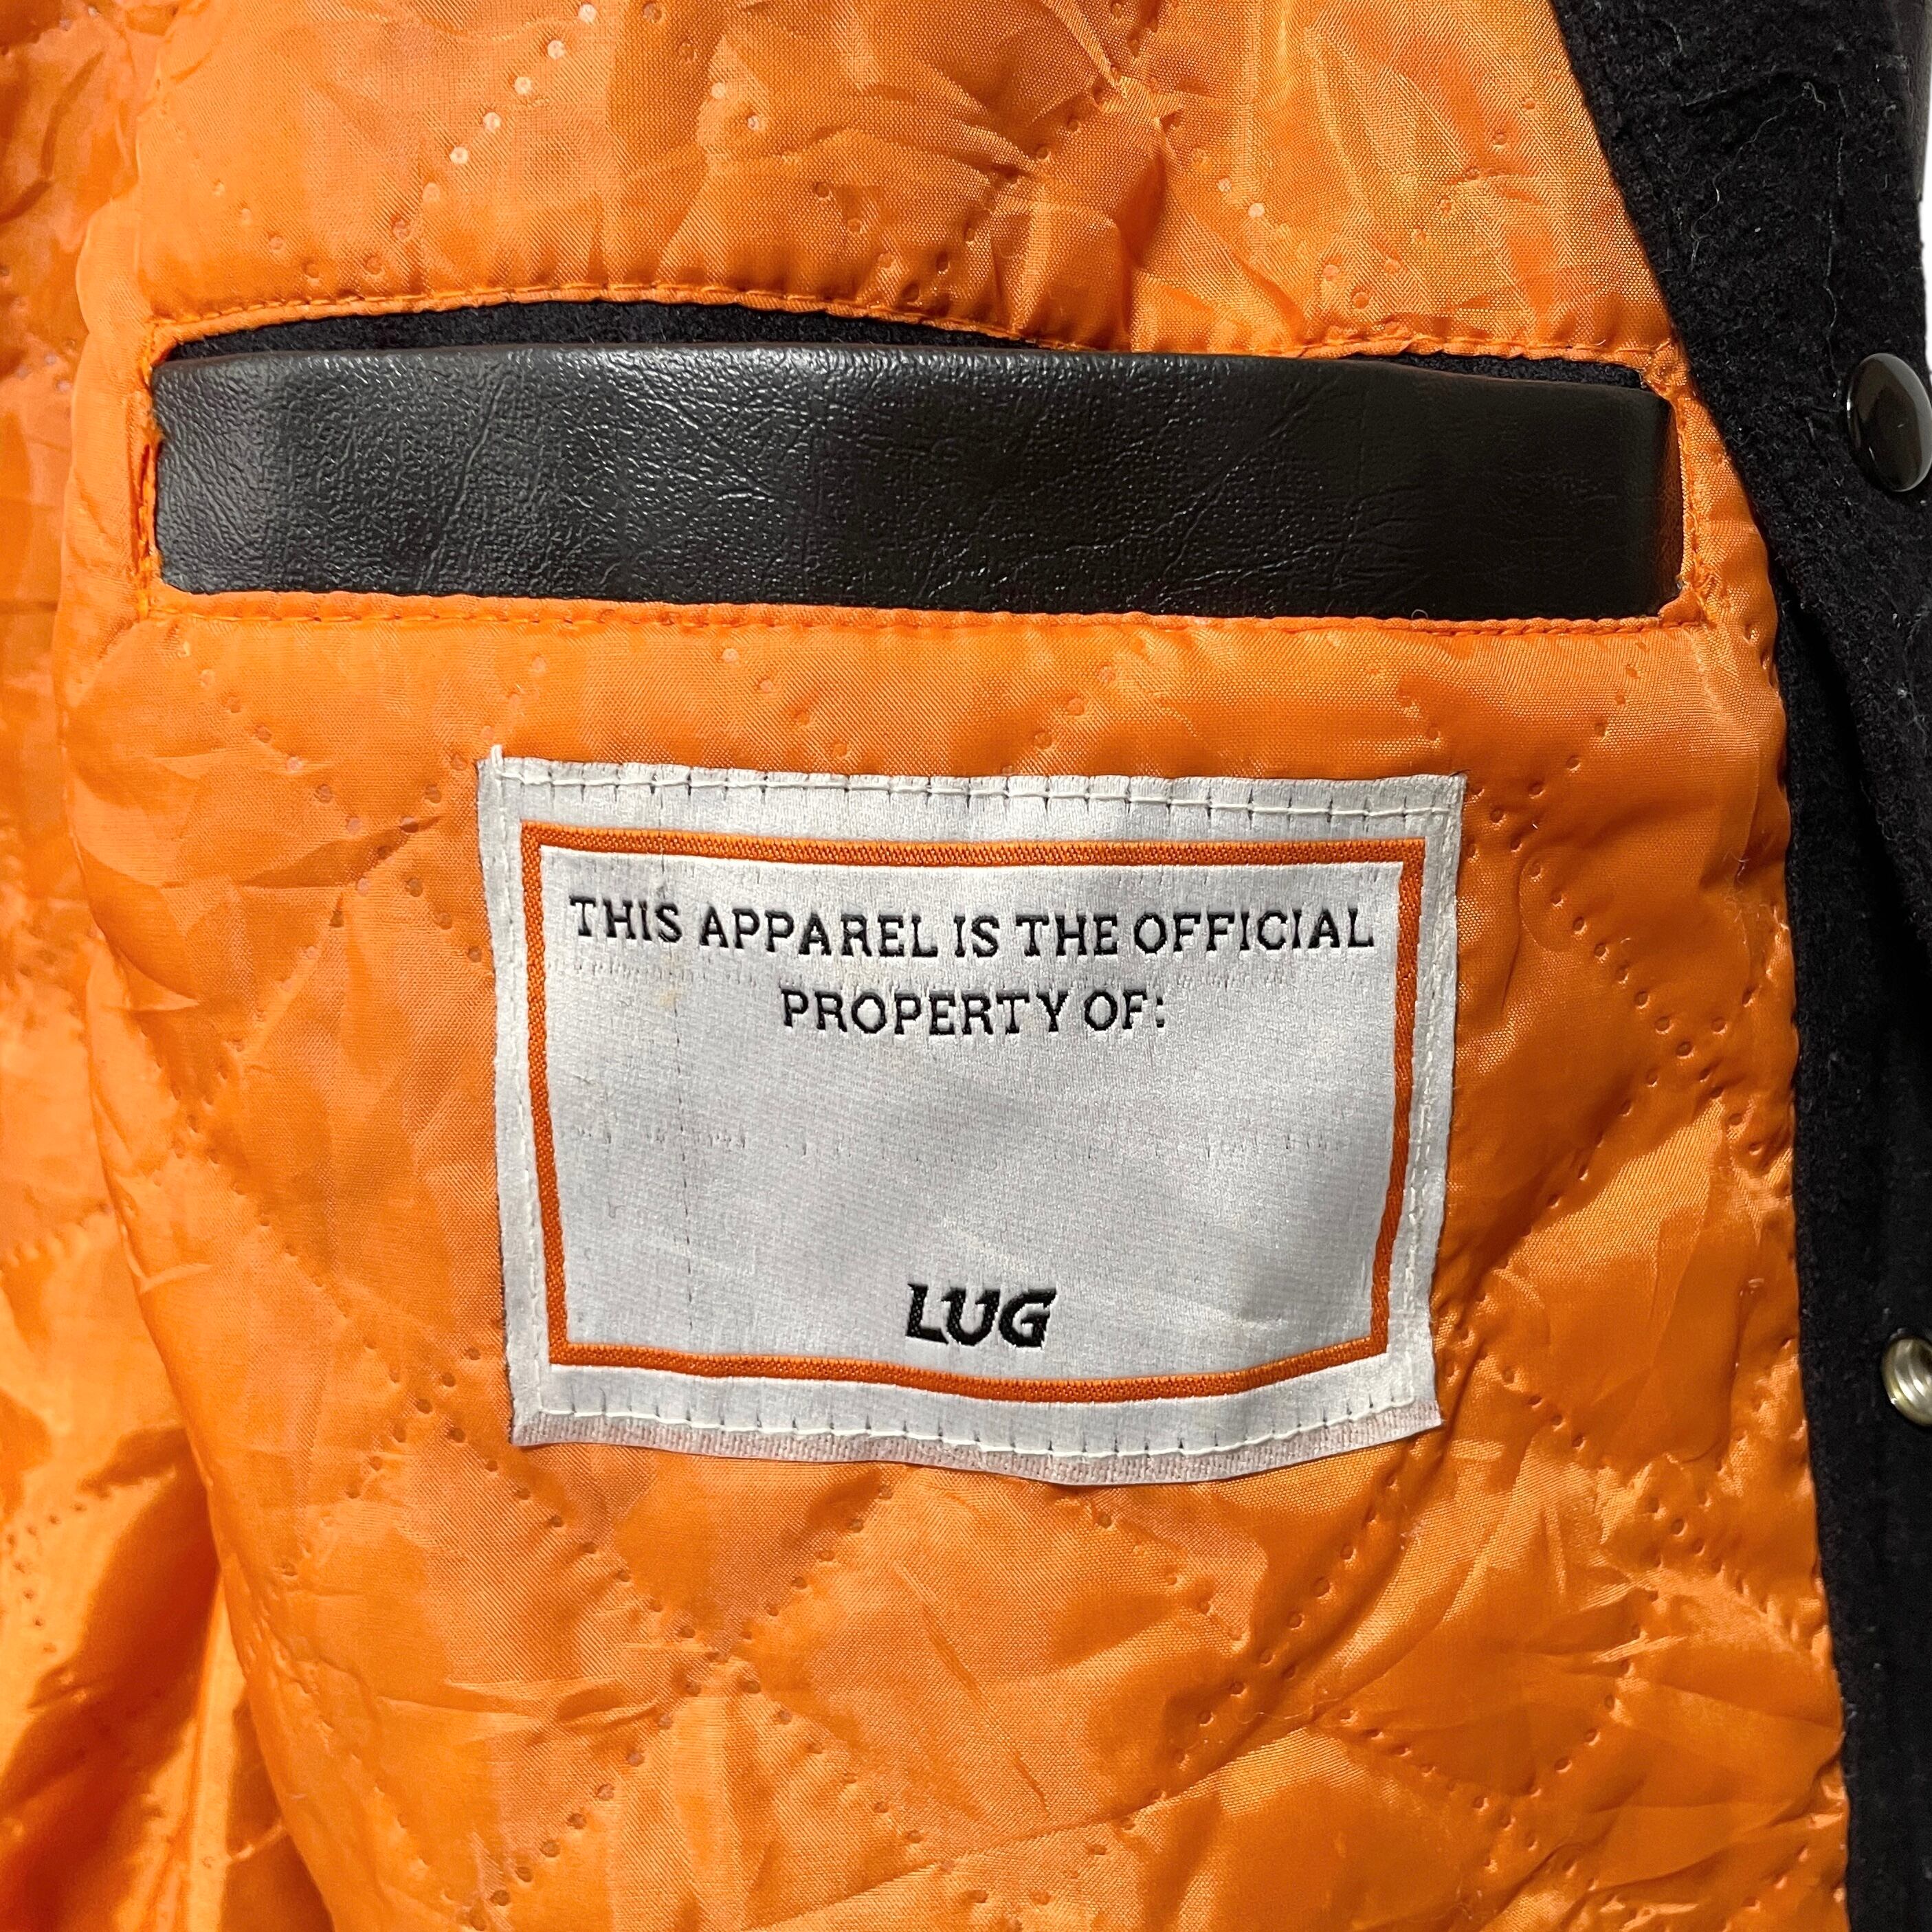 THIS APPAREL IS THE OFFICIAL
PROPERTY OF:
LUG